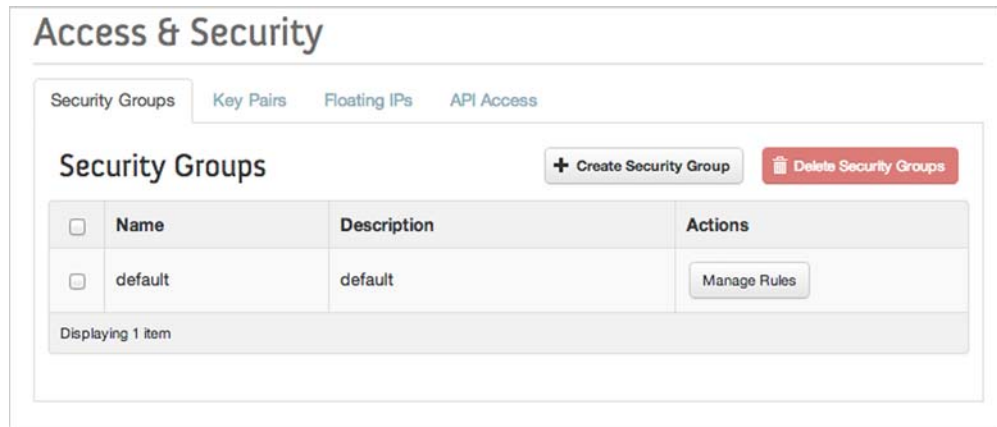 Access & Security
Security Groups Key Pairs Floating IPs API Access
Security Groups + Create Security Group Delete Security Groups
Name Description Actions
default default Manage Rules
Displaying 1 item